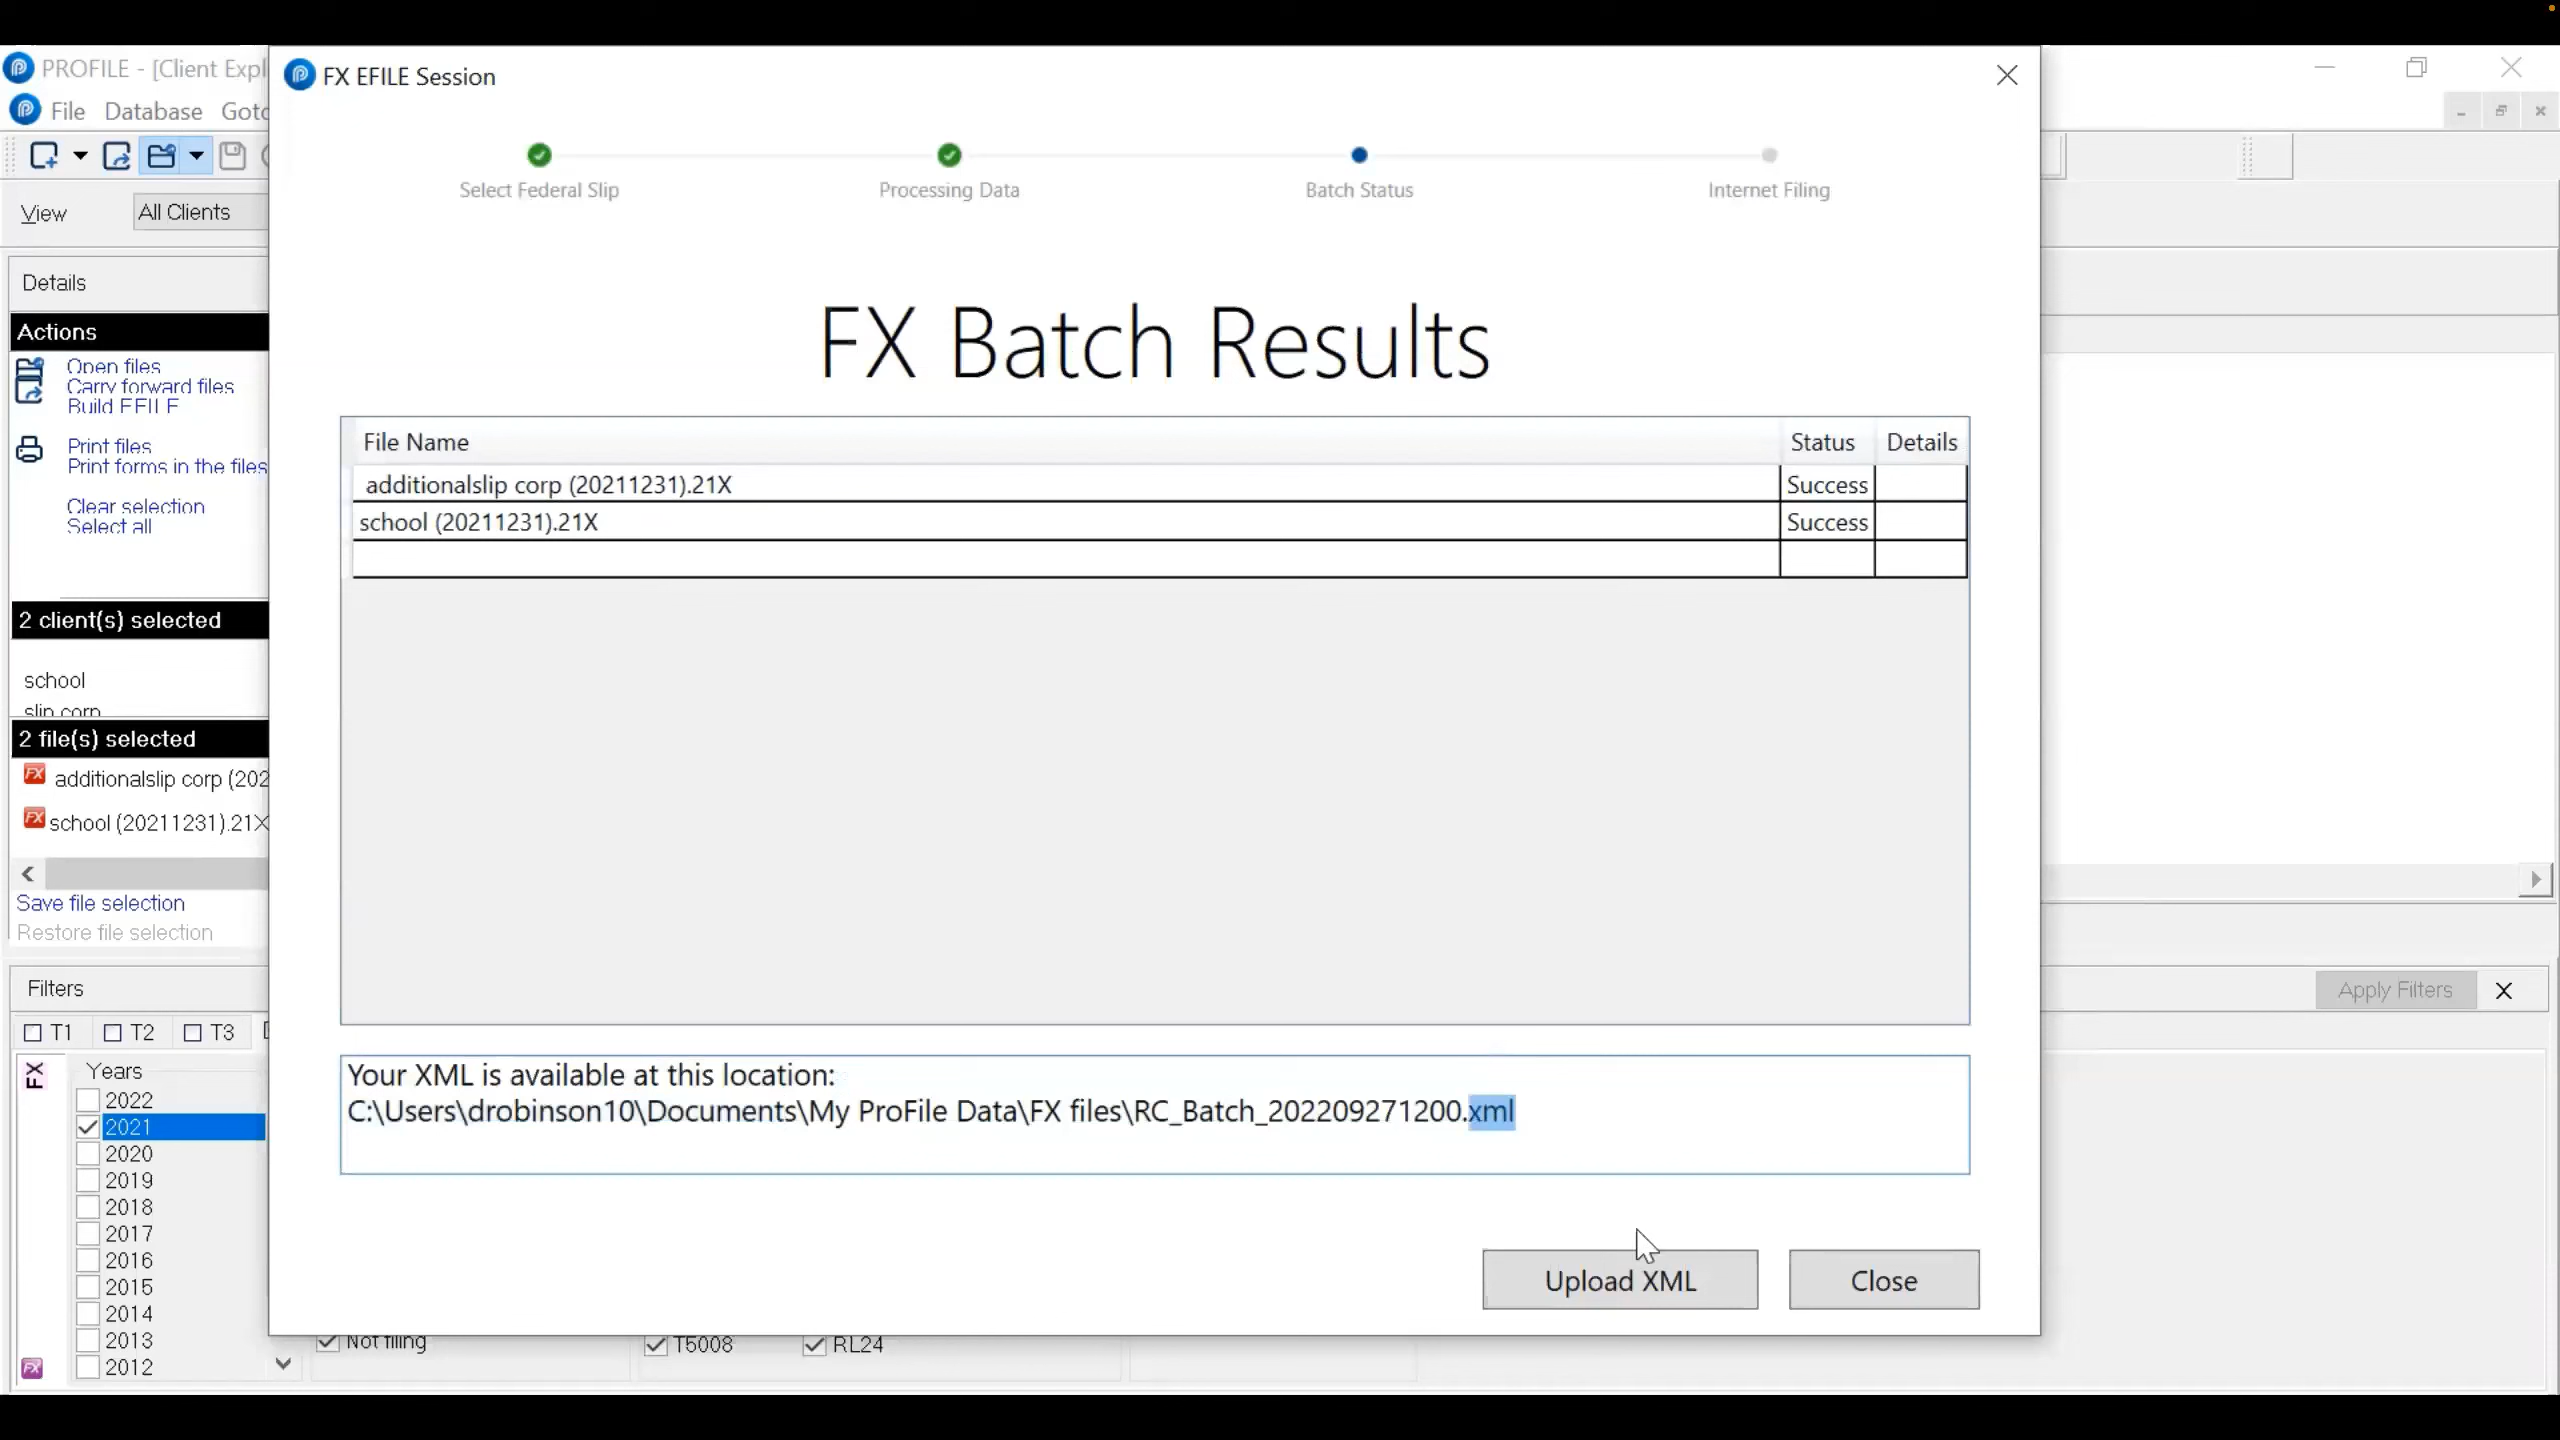 PROFILE - [Client Expl
FX EFILE Session
File Database Goto
Select Federal Slip Processing Data Batch Status Internet Filing
View All Clients
Details
Actions
Open files
Carry forward files
Build EFILE
Print files
Print forms in the files
Clear selection
Select all
2 client(s) selected
school
slip corp
2 file(s) selected
additionalslip corp (202
school (20211231).21X
Save file selection
Restore file selection
FX Batch Results
File Name Status Details
additionalslip corp (20211231).21X Success
school (20211231).21X Success
Your XML is available at this location:
C:\Users\drobinson10\Documents\My ProFile Data\FX files\RC_Batch_202209271200.xml
Upload XML Close
Filters Apply Filters
T1 T2 T3
FX
Years
2022
2021
2020
2019
2018
2017
2016
2015
2014
2013
2012
Not filing T5008 RL24